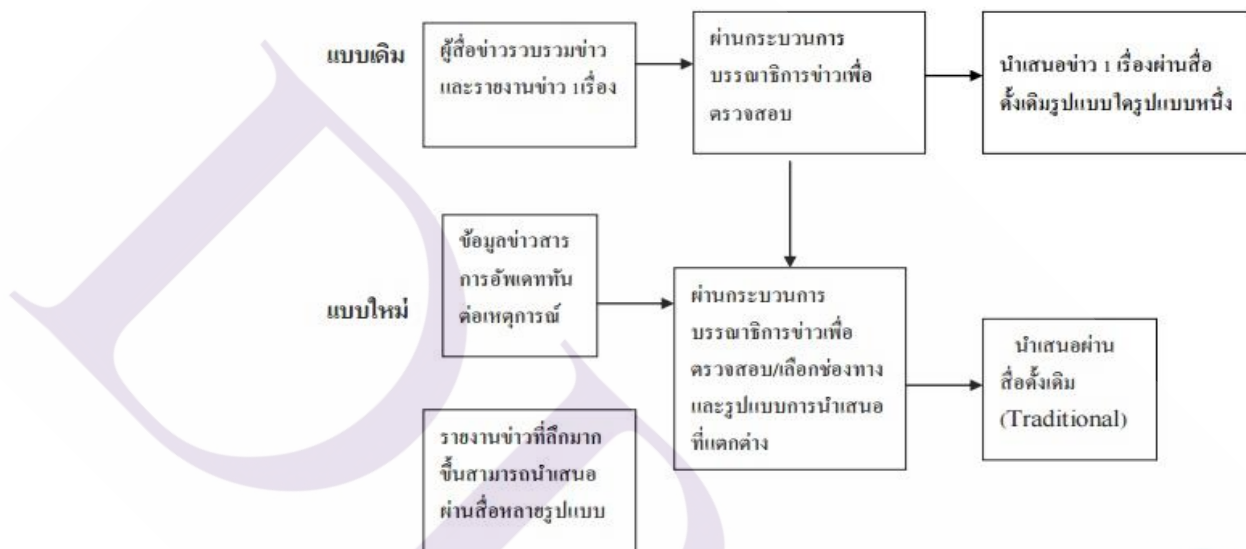 แบบเดิม
ผู้สื่อข่าวรวบรวมข่าว
และรายงานข่าว 1เรื่อง
ผ่านกระบวนการ
บรรณาธิการข่าวเพื่อ
ตรวจสอบ
นำเสนอข่าว 1 เรื่องผ่านสื่อ
ดั้งเดิมรูปแบบใดรูปแบบหนึ่ง
แบบใหม่
ข้อมูลข่าวสาร
การอัพเดททัน
ต่อเหตุการณ์
รายงานข่าวที่ลึกมาก
ขึ้นสามารถนำเสนอ
ผ่านสื่อหลายรูปแบบ
ผ่านกระบวนการ
บรรณาธิการข่าวเพื่อ
ตรวจสอบ/เลือกช่องทาง
และรูปแบบการนำเสนอ
ที่แตกต่าง
นำเสนอผ่าน
สื่อดั้งเดิม
(Traditional)